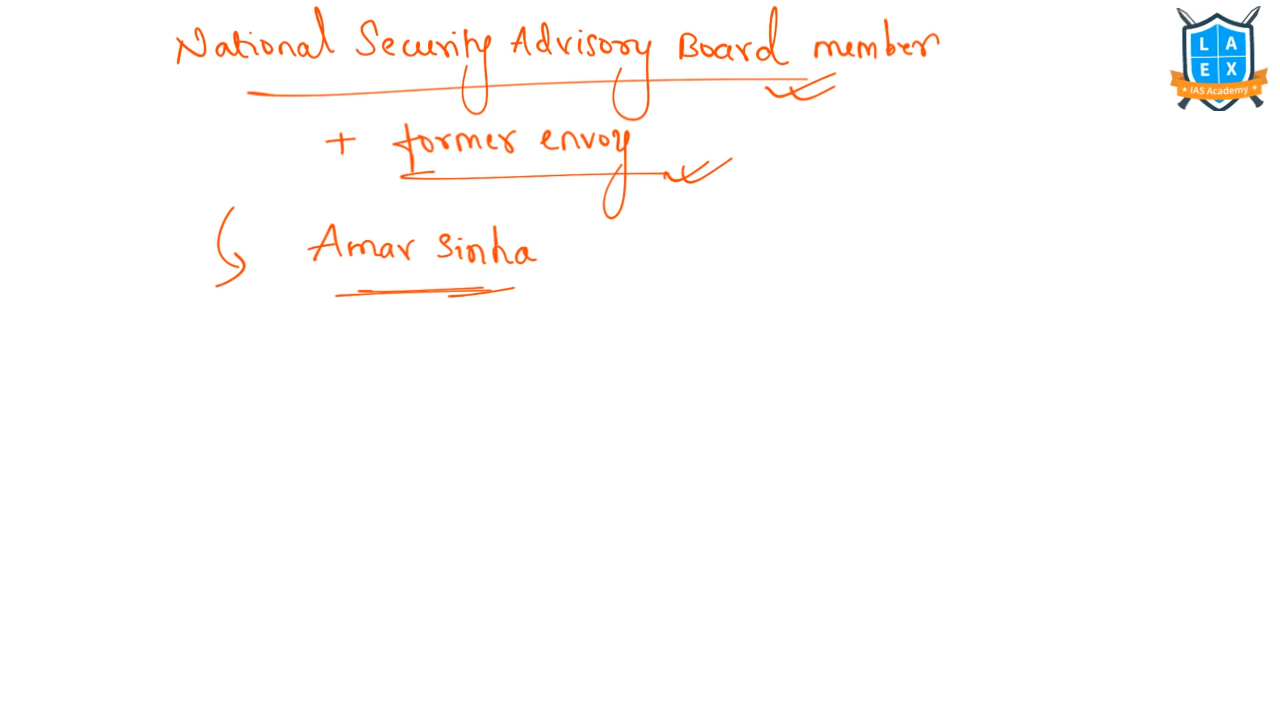 National Security Advisory Board member
+ former envoy
Amar Sinha
L A
E X
IAS Academy